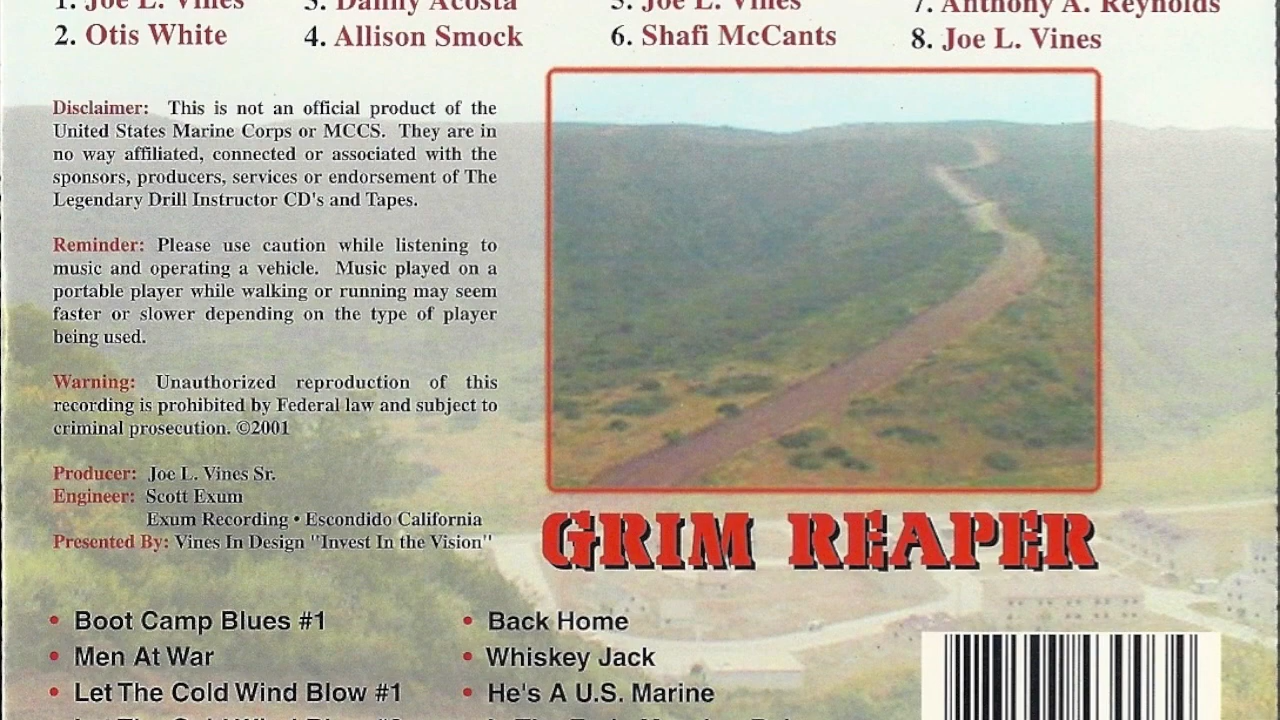 1. Joe L. Vines
3. Danny Acosta
5. Joe L. Vines
7. Anthony A. Reynolds
2. Otis White
4. Allison Smock
6. Shafi McCants
8. Joe L. Vines
Disclaimer: This is not an official product of the
United States Marine Corps or MCCS. They are in
no way affiliated, connected or associated with the
sponsors, producers, services or endorsement of The
Legendary Drill Instructor CD's and Tapes.
Reminder: Please use caution while listening to
music and operating a vehicle. Music played on a
portable player while walking or running may seem
faster or slower depending on the type of player
being used.
Warning: Unauthorized reproduction of this
recording is prohibited by Federal law and subject to
criminal prosecution. ©2001
Producer: Joe L. Vines Sr.
Engineer: Scott Exum
Exum Recording • Escondido California
Presented By: Vines In Design "Invest In the Vision"
GRIM REAPER
• Boot Camp Blues #1
• Men At War
• Let The Cold Wind Blow #1
• Back Home
• Whiskey Jack
• He's A U.S. Marine